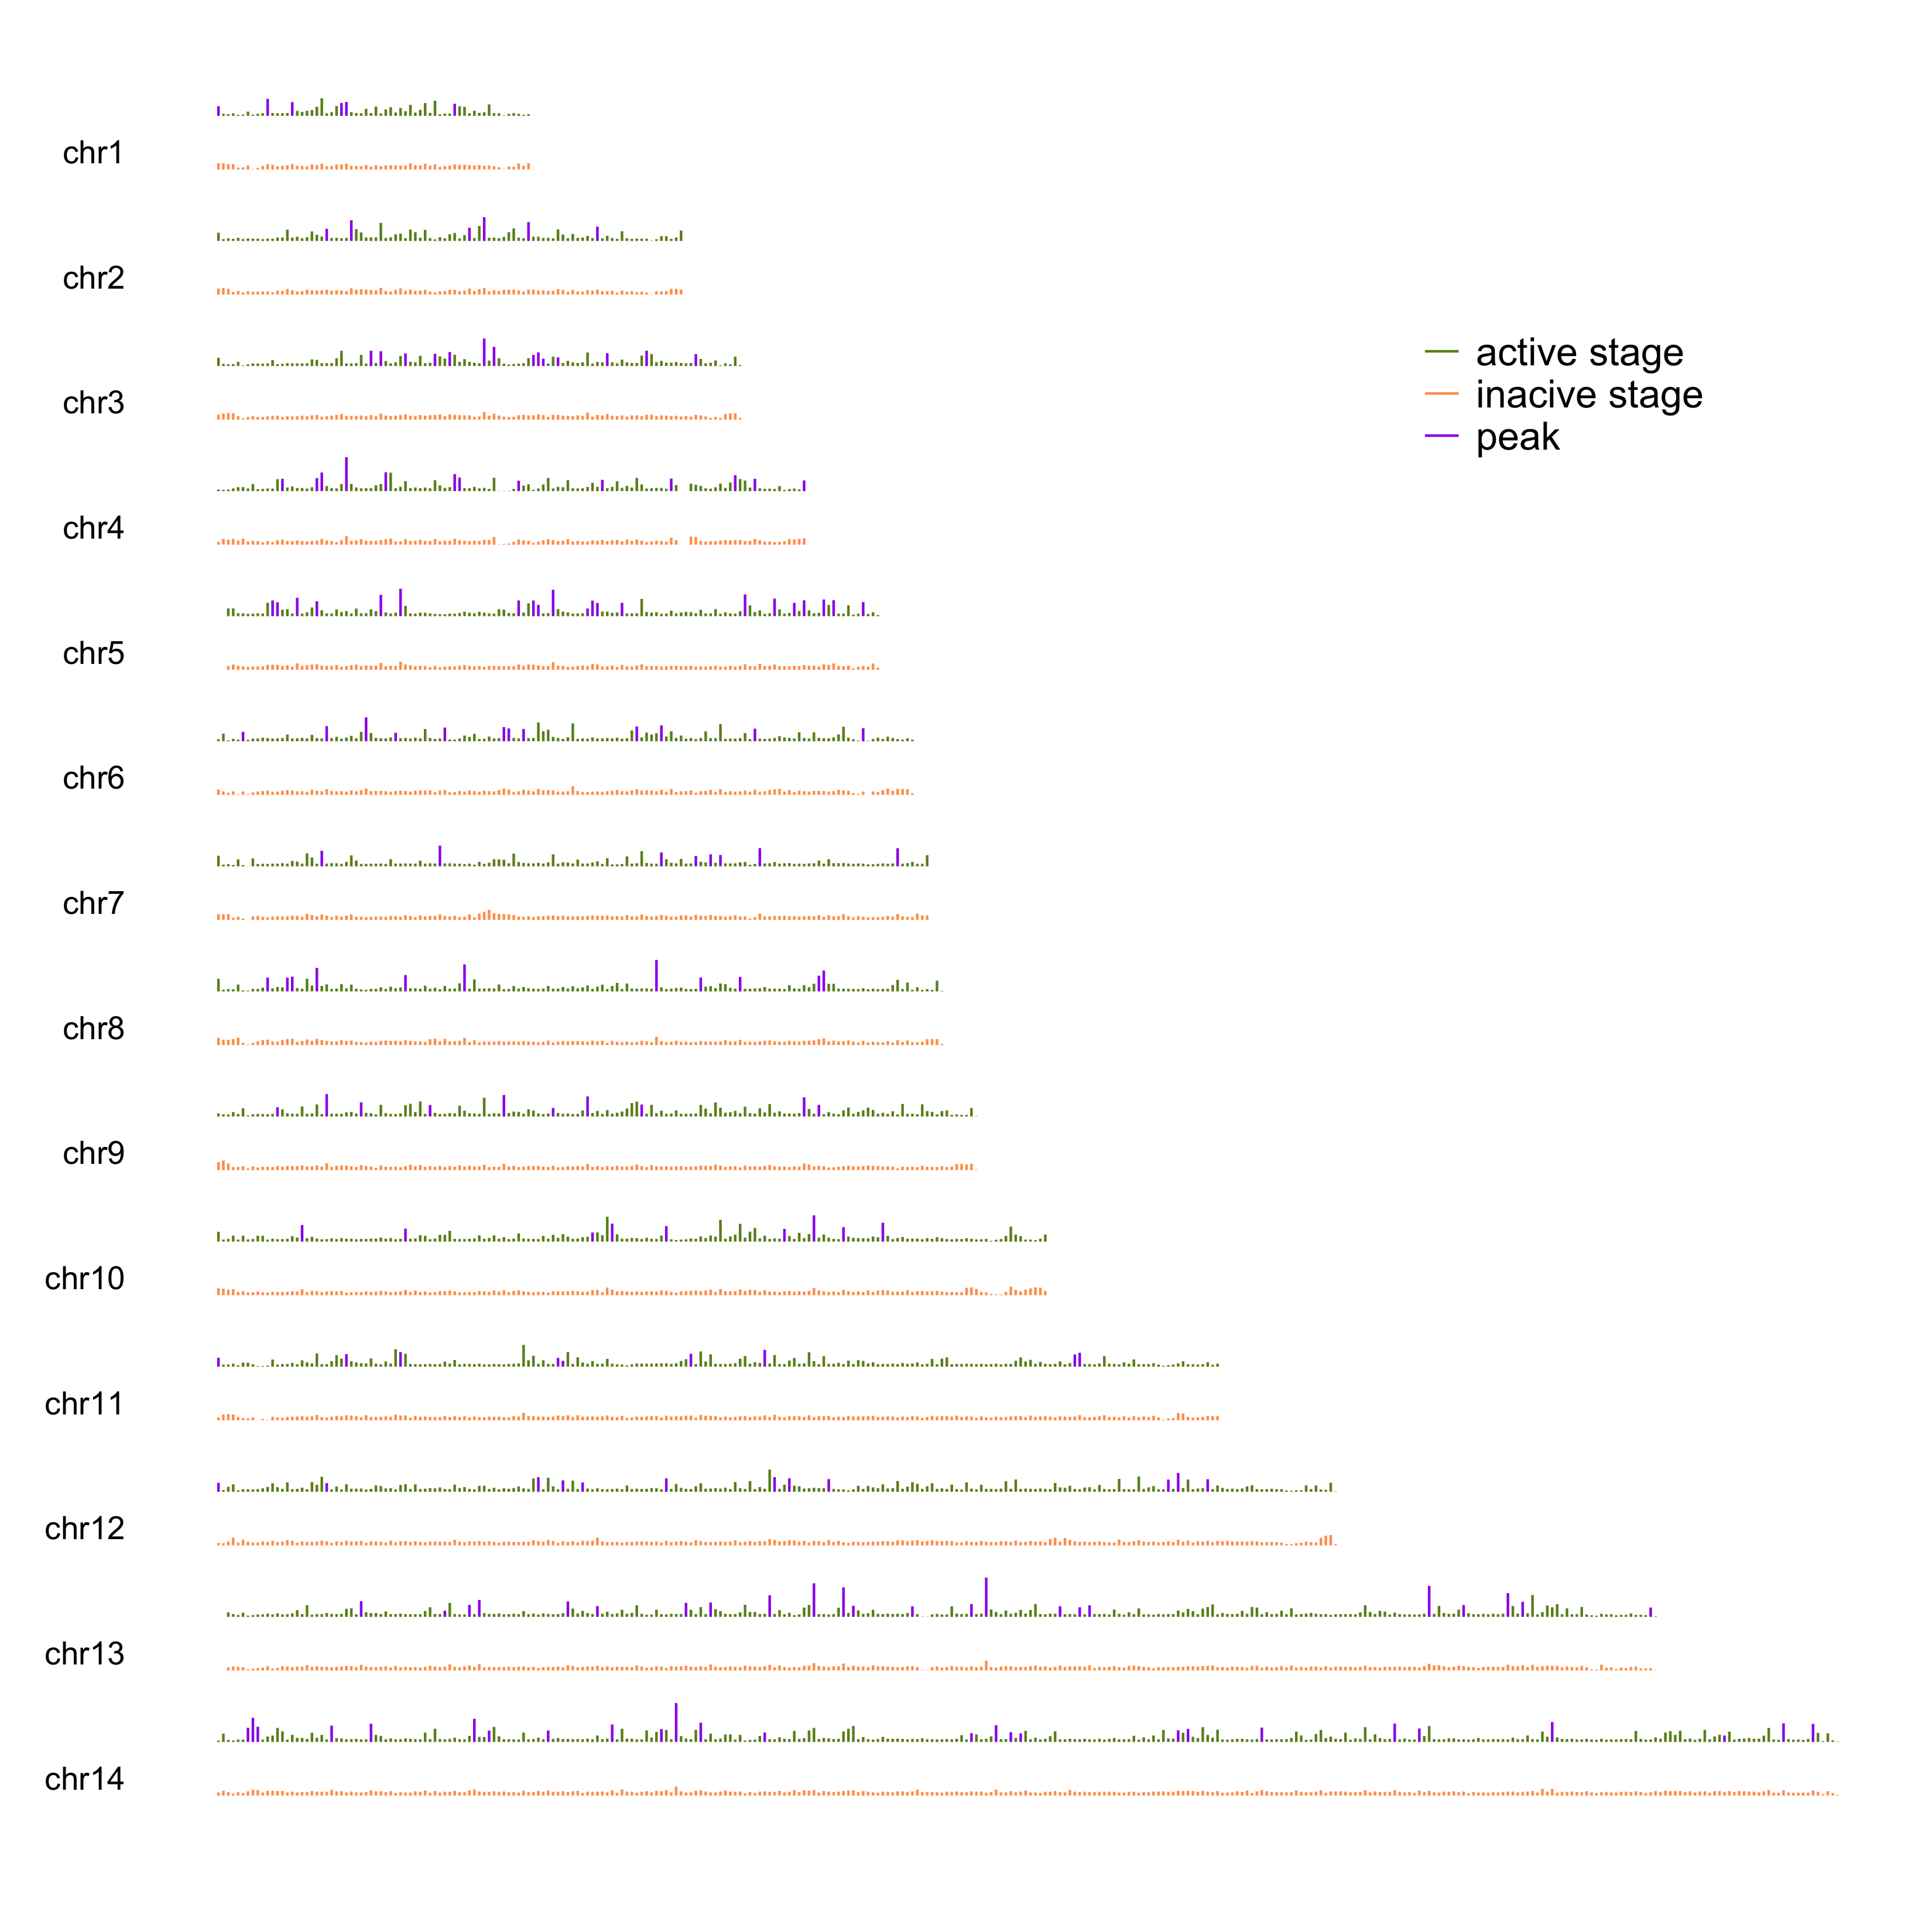 chr1
chr2
chr3
active stage
inacive stage
peak
chr4
chr5
chr6
chr7
chr8
chr9
chr10
chr11
chr12
chr13
chr14